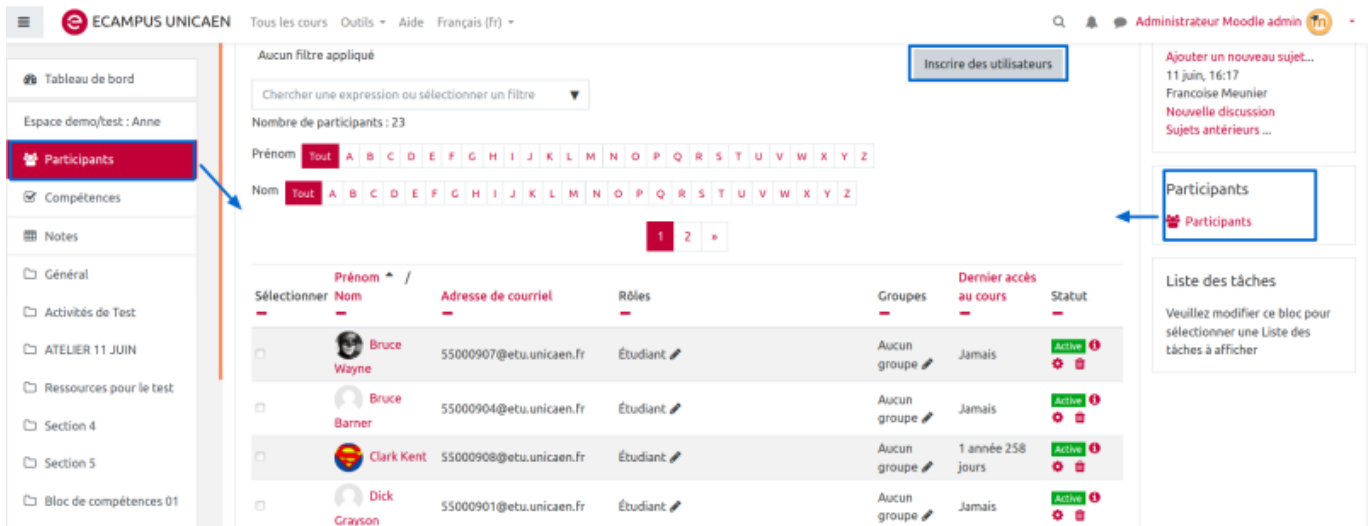 ECAMPUS UNICAEN Tous les cours Outils Aide Français (fr) Administrateur Moodle admin
Tableau de bord
Espace demo/test : Anne
Participants
Compétences
Notes
Général
Activités de Test
ATELIER 11 JUIN
Ressources pour le test
Section 4
Section 5
Bloc de compétences 01
Aucun filtre appliqué
Inscrire des utilisateurs
Chercher une expression ou sélectionner un filtre ▼
Nombre de participants : 23
Prénom Tout A B C D E F G H I J K L M N O P Q R S T U V W X Y Z
Nom Tout A B C D E F G H I J K L M N O P Q R S T U V W X Y Z
1 2 »
Sélectionner Prénom / Nom Adresse de courriel Rôles Groupes Dernier accès au cours Statut
Bruce Wayne 55000907@etu.unicaen.fr Étudiant Aucun groupe Jamais Active
Bruce Barner 55000904@etu.unicaen.fr Étudiant Aucun groupe Jamais Active
Clark Kent 55000908@etu.unicaen.fr Étudiant Aucun groupe 1 année 258 jours Active
Dick Grayson 55000901@etu.unicaen.fr Étudiant Aucun groupe Jamais Active
Ajouter un nouveau sujet...
11 juin, 16:17
Francoise Meunier
Nouvelle discussion
Sujets antérieurs ...
Participants
Participants
Liste des tâches
Veuillez modifier ce bloc pour
sélectionner une Liste des
tâches à afficher